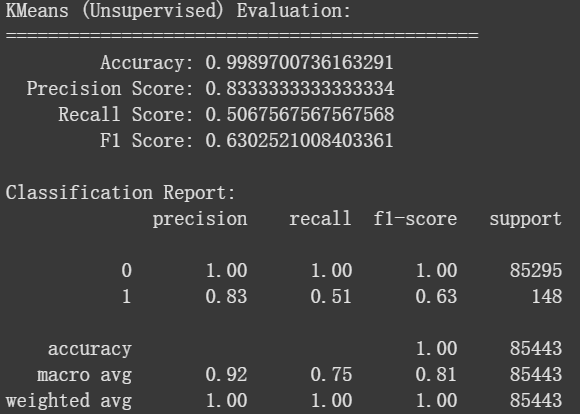 KMeans (Unsupervised) Evaluation:
=============================================
Accuracy: 0.9989700736163291
Precision Score: 0.8333333333333334
Recall Score: 0.5067567567567568
F1 Score: 0.6302521008403361
Classification Report:
precision recall f1-score support
0 1.00 1.00 1.00 85295
1 0.83 0.51 0.63 148
accuracy 1.00 85443
macro avg 0.92 0.75 0.81 85443
weighted avg 1.00 1.00 1.00 85443